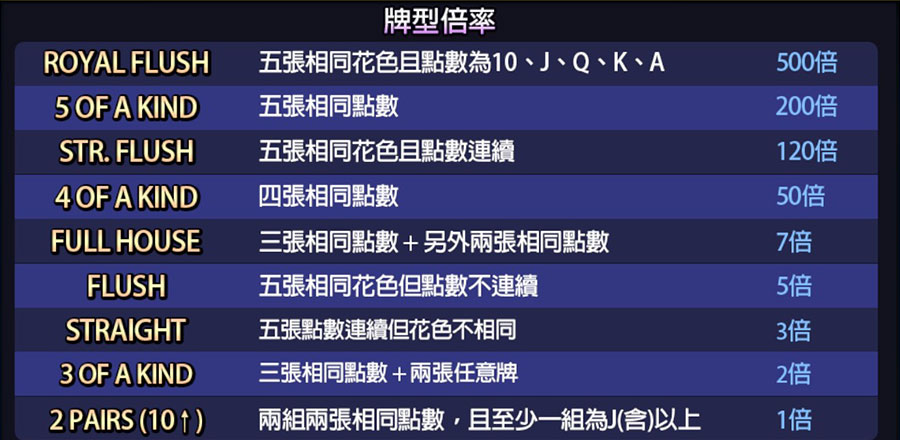 牌型倍率
ROYAL FLUSH 五張相同花色且點數為10、J、Q、K、A 500倍
5 OF A KIND 五張相同點數 200倍
STR. FLUSH 五張相同花色且點數連續 120倍
4 OF A KIND 四張相同點數 50倍
FULL HOUSE 三張相同點數 + 另外兩張相同點數 7倍
FLUSH 五張相同花色但點數不連續 5倍
STRAIGHT 五張點數連續但花色不相同 3倍
3 OF A KIND 三張相同點數 + 兩張任意牌 2倍
2 PAIRS (10↑) 兩組兩張相同點數，且至少一組為J(含)以上 1倍